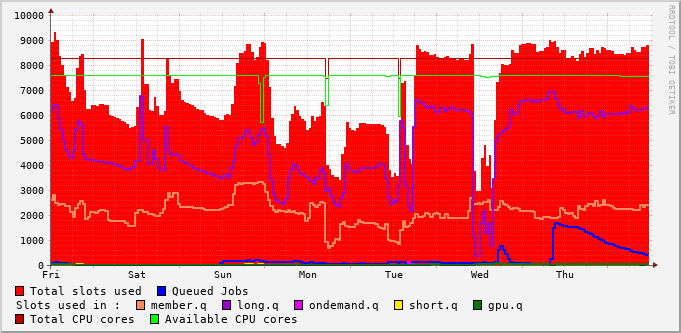 10000
9000
8000
7000
6000
5000
4000
3000
2000
1000
0
Fri Sat Sun Mon Tue Wed Thu
RRDTOOL / TOBI OETIKER
Total slots used Queued Jobs
Slots used in : member.q long.q ondemand.q short.q gpu.q
Total CPU cores Available CPU cores